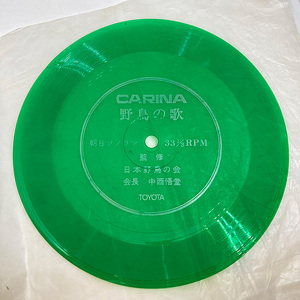 CARINA
野鳥の歌
朝日ソノラマ 33⅓RPM
監修
日本野鳥の会
会長 中西悟堂
TOYOTA